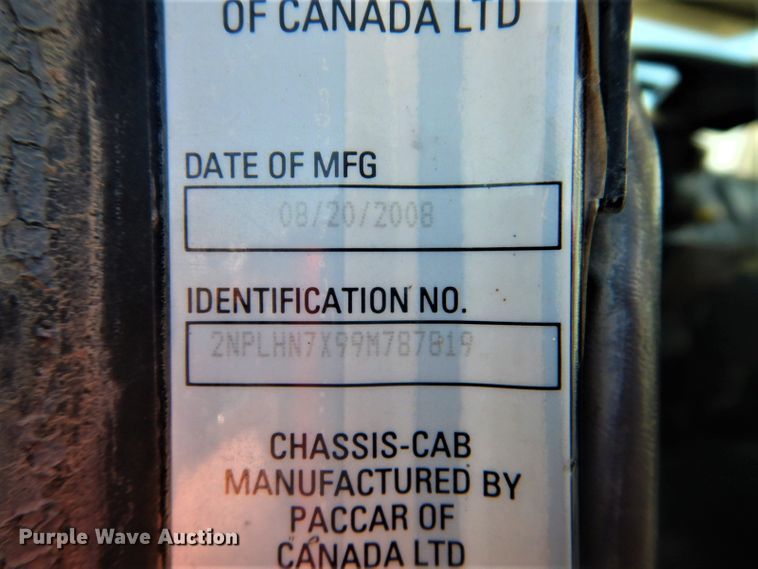 OF CANADA LTD
DATE OF MFG
08/20/2008
IDENTIFICATION NO.
2NPLHN7X99M787819
CHASSIS-CAB
MANUFACTURED BY
PACCAR OF
CANADA LTD
Purple Wave Auction